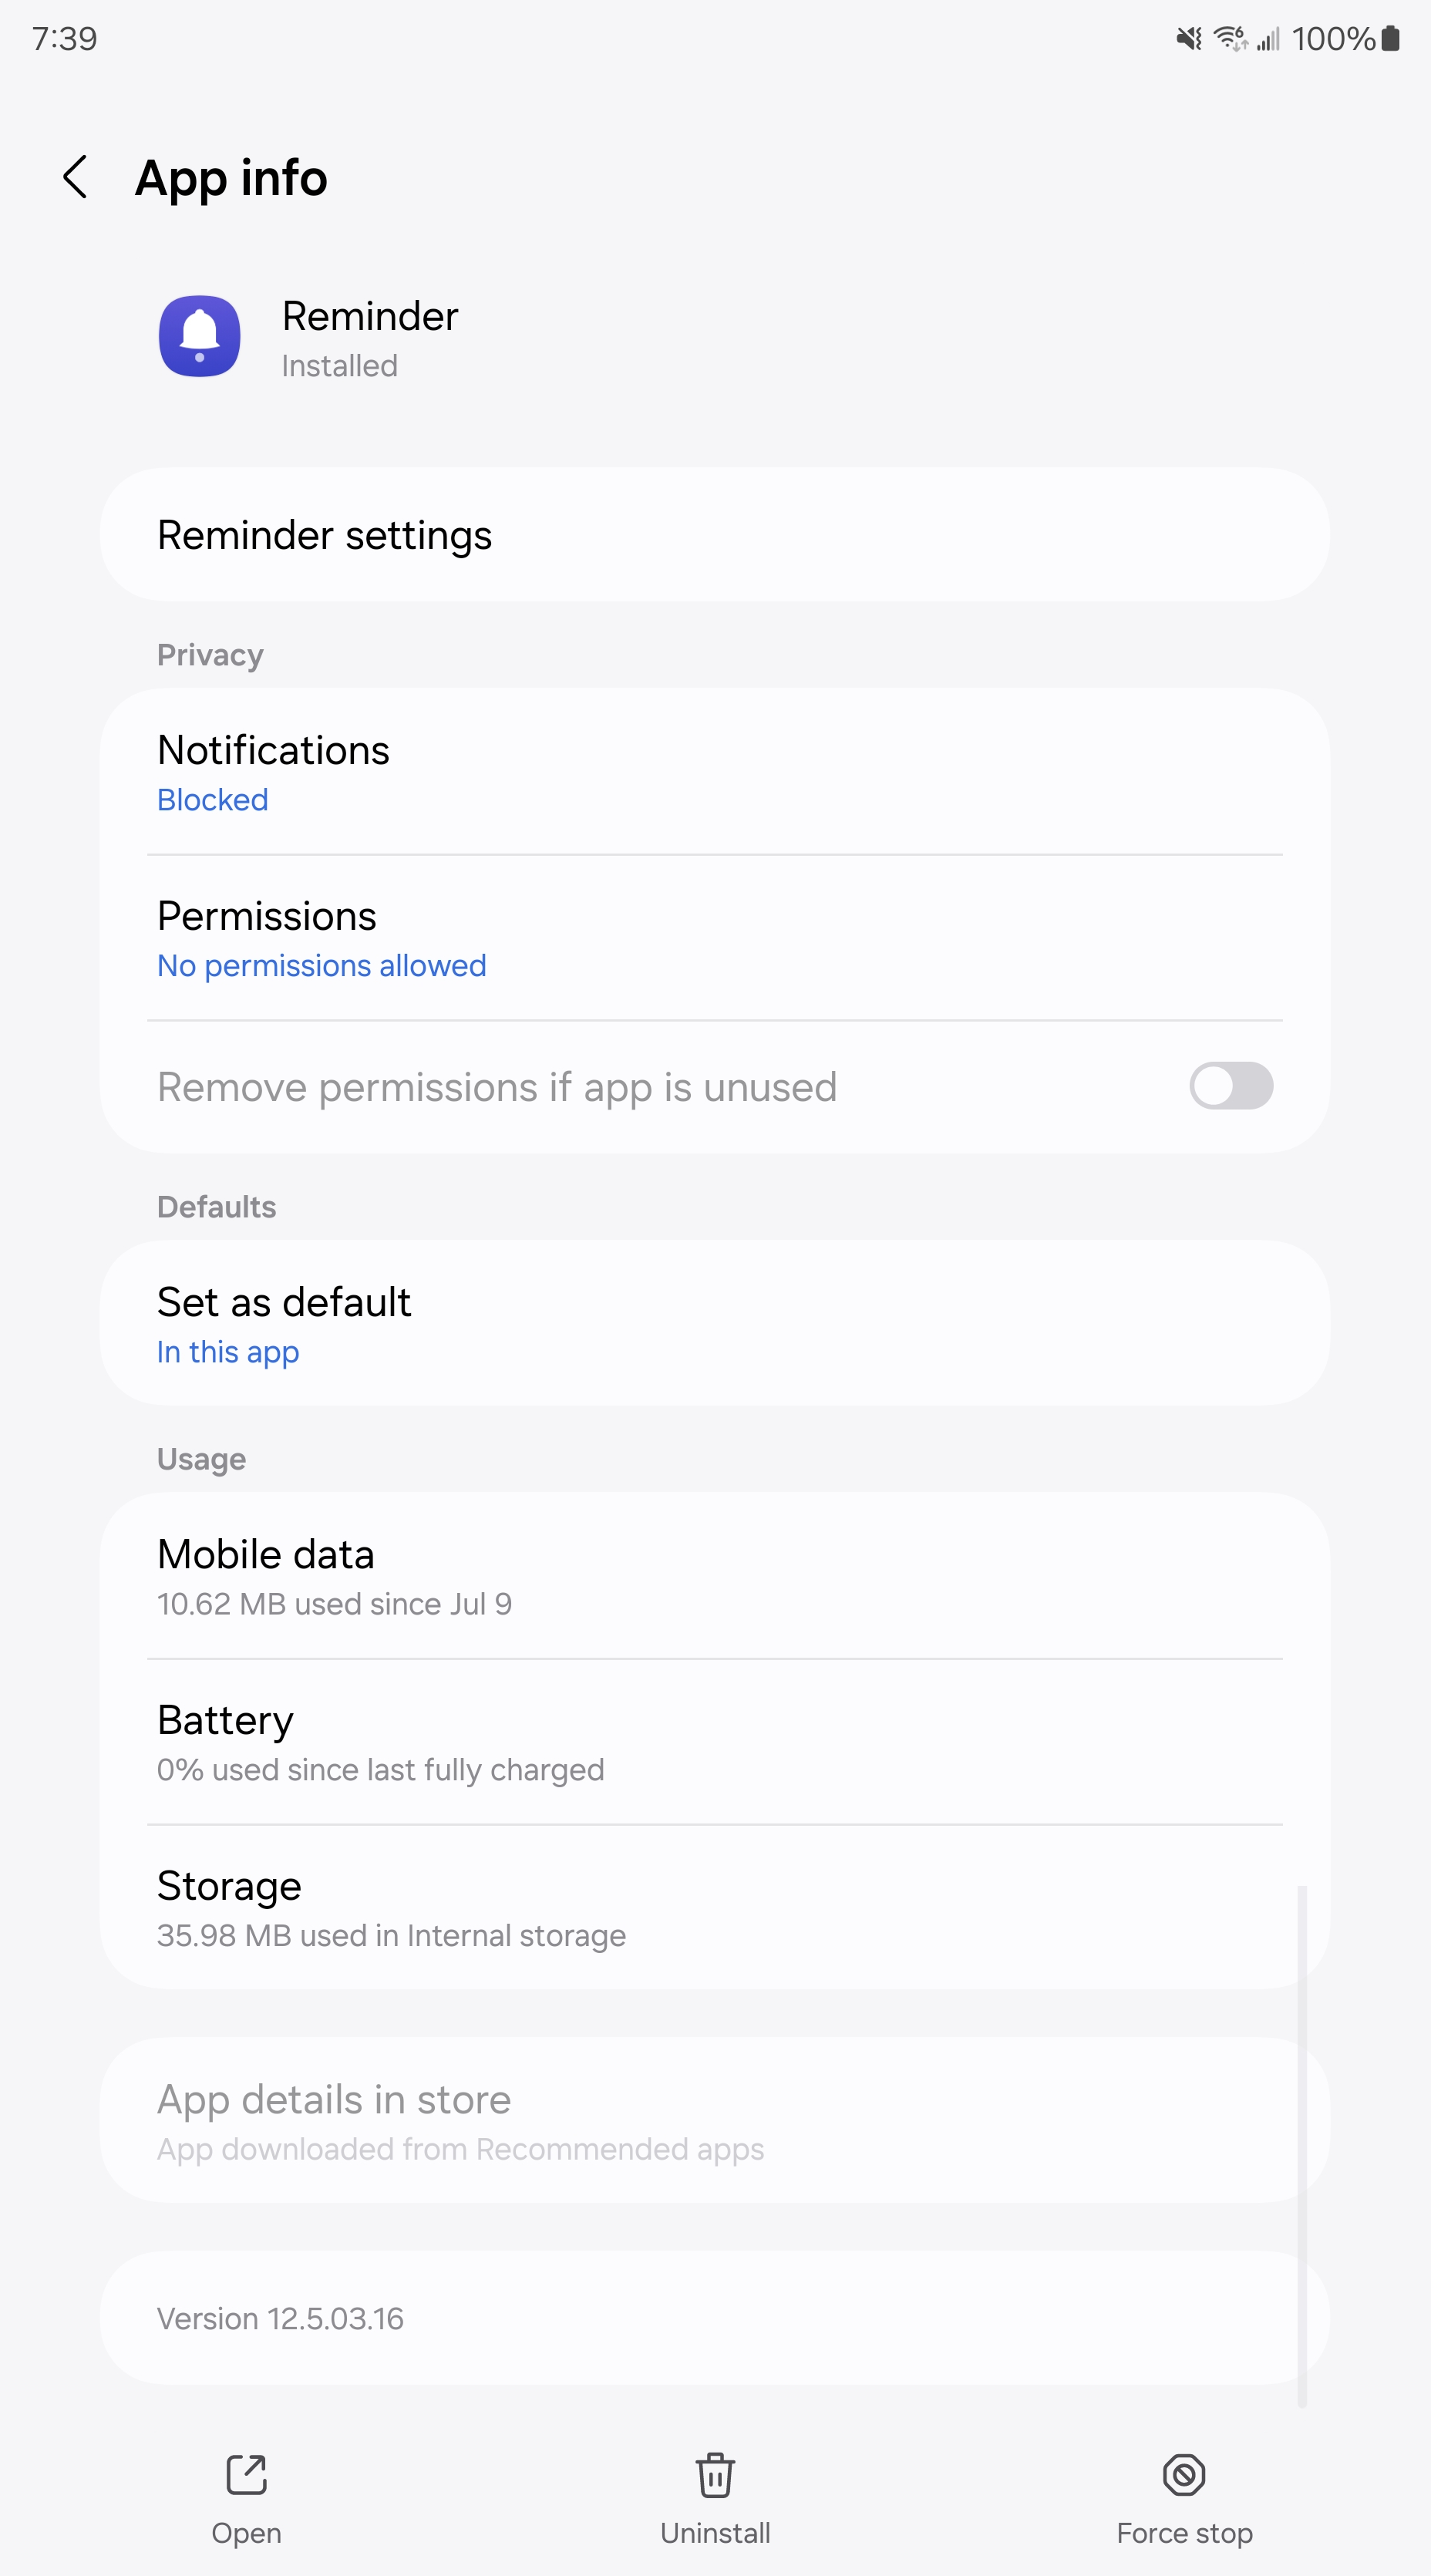 7:39
100%
App info
Reminder
Installed
Reminder settings
Privacy
Notifications
Blocked
Permissions
No permissions allowed
Remove permissions if app is unused
Defaults
Set as default
In this app
Usage
Mobile data
10.62 MB used since Jul 9
Battery
0% used since last fully charged
Storage
35.98 MB used in Internal storage
App details in store
App downloaded from Recommended apps
Version 12.5.03.16
Open
Uninstall
Force stop